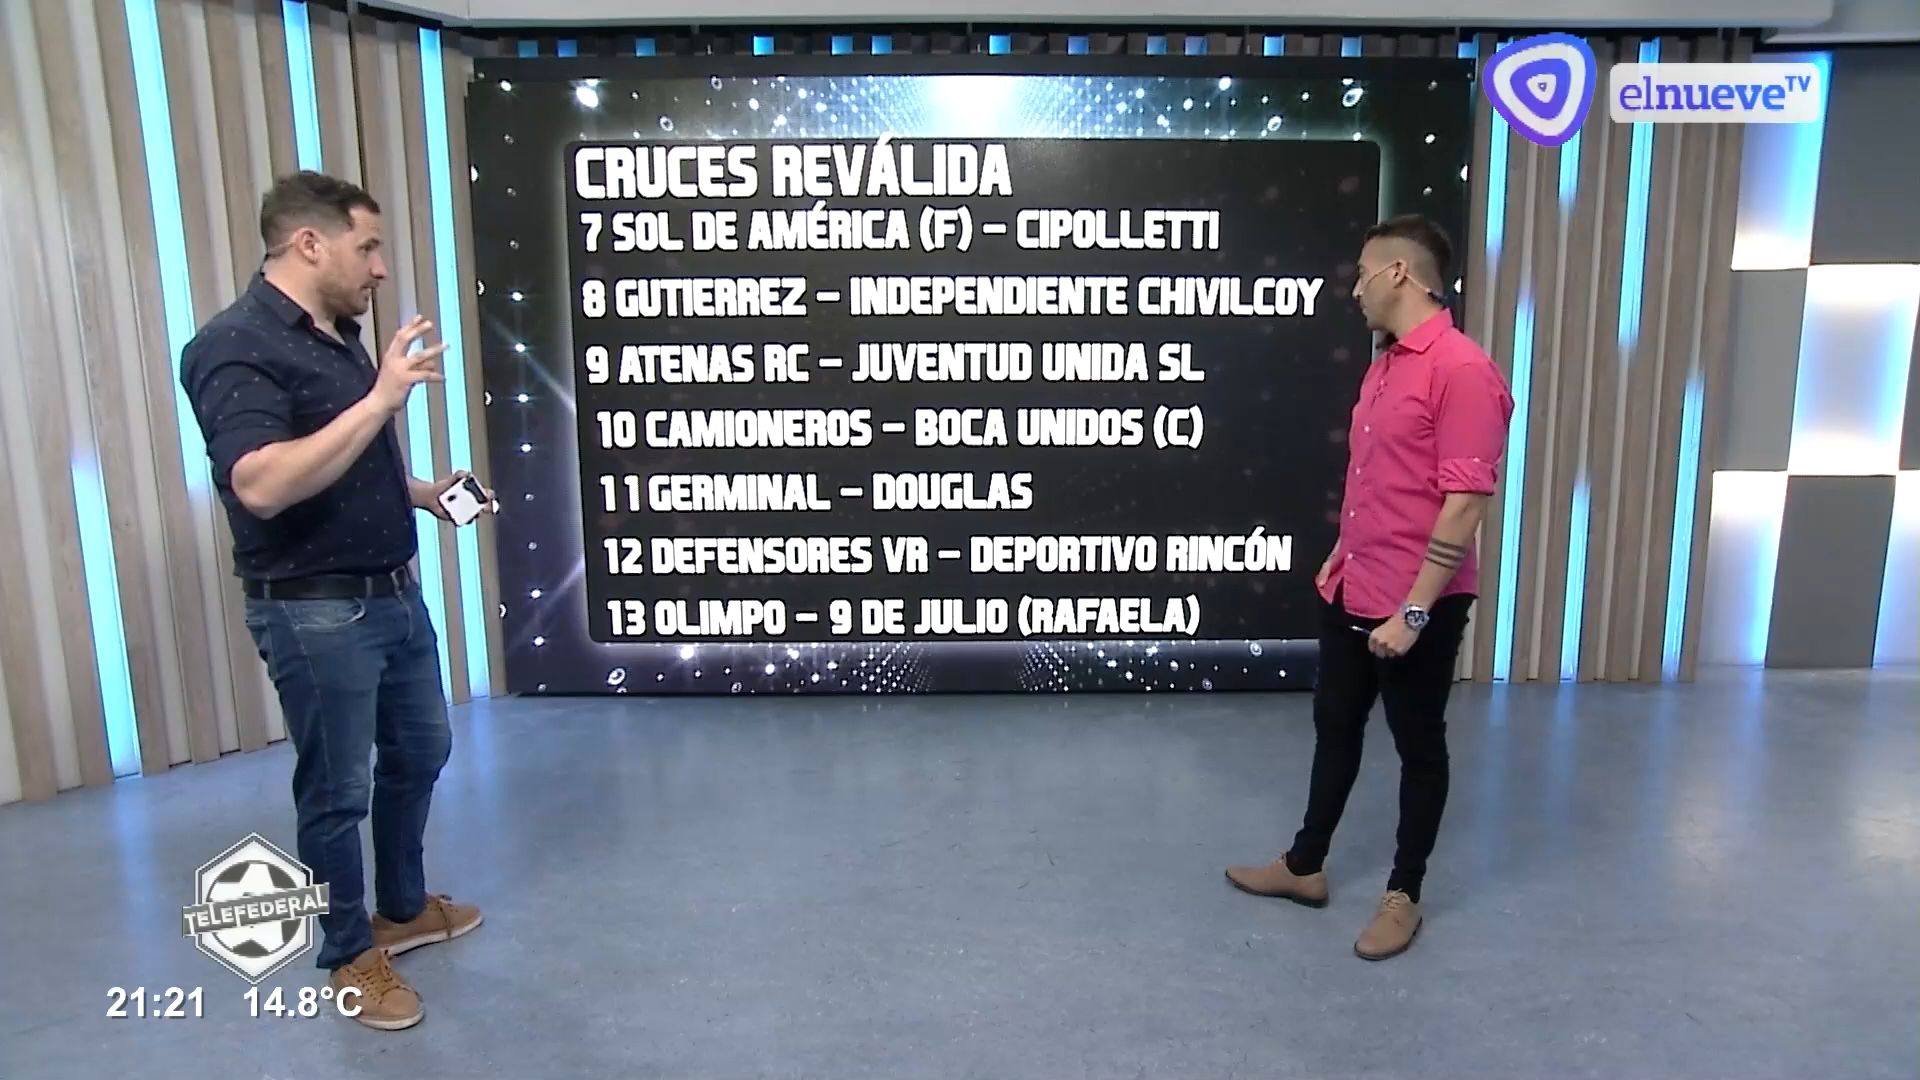 elnueveTV
CRUCES REVÁLIDA
7 SOL DE AMÉRICA (F) – CIPOLLETTI
8 GUTIERREZ – INDEPENDIENTE CHIVILCOY
9 ATENAS RC – JUVENTUD UNIDA SL
10 CAMIONEROS – BOCA UNIDOS (C)
11 GERMINAL – DOUGLAS
12 DEFENSORES VR – DEPORTIVO RINCÓN
13 OLIMPO – 9 DE JULIO (RAFAELA)
TELEFEDERAL
21:21 14.8°C